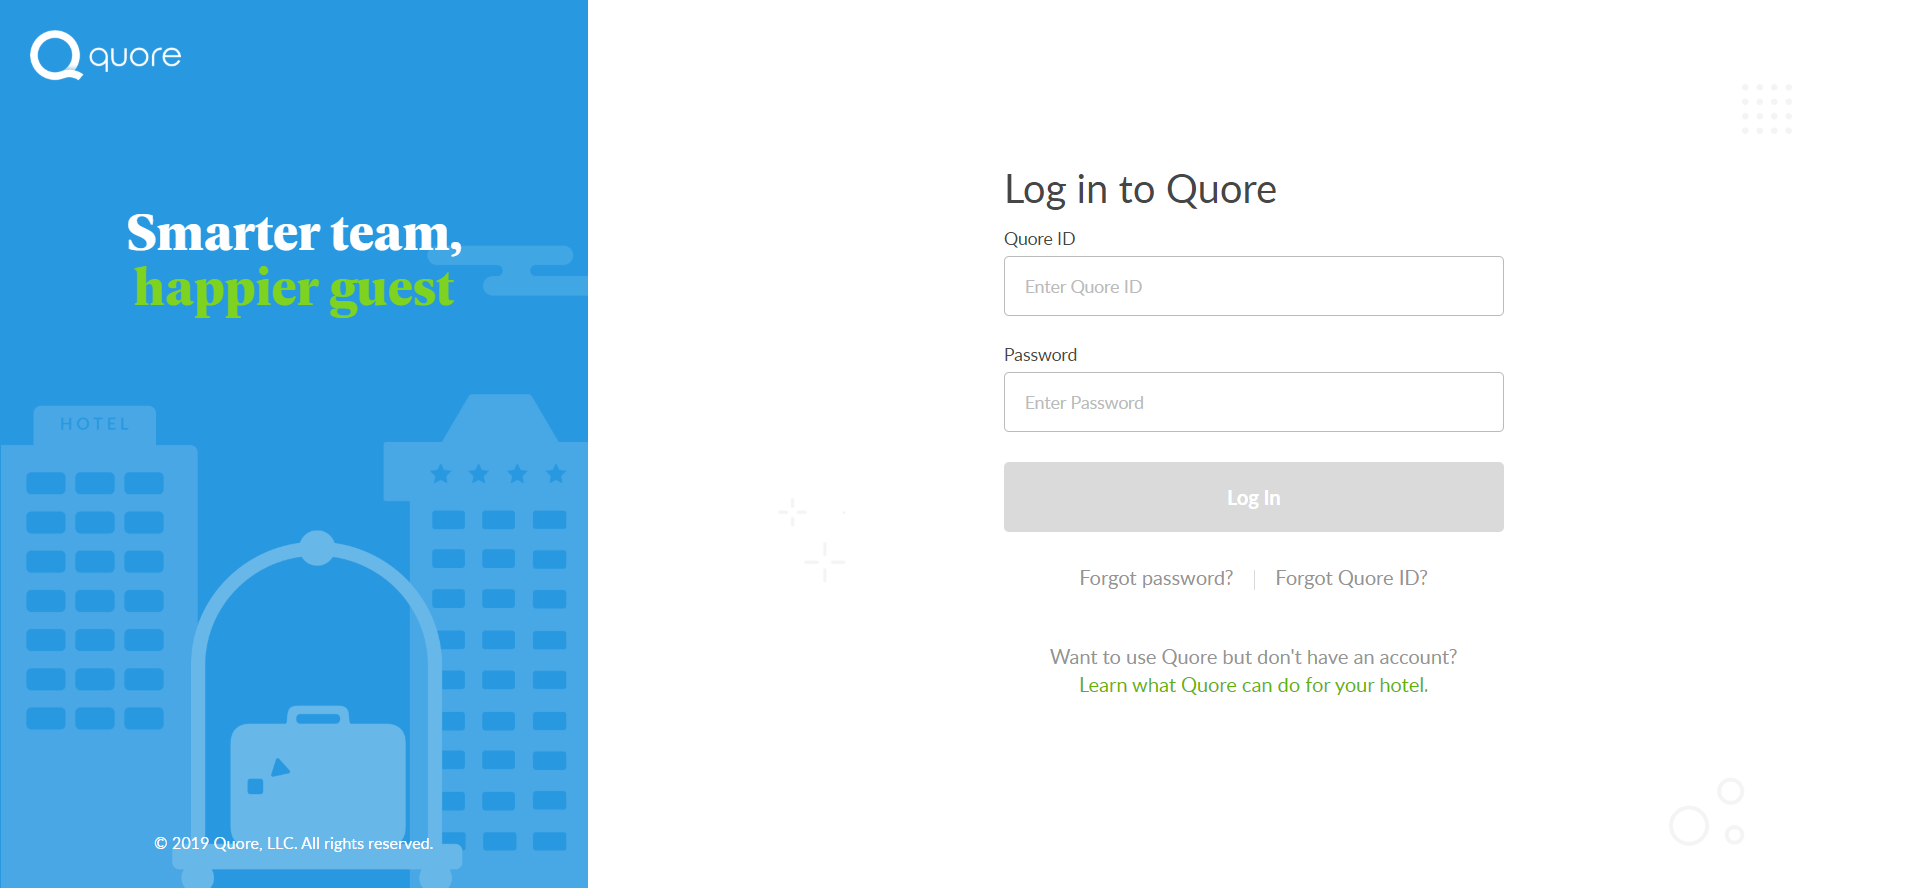 quore
Smarter team,
happier guest
HOTEL
© 2019 Quore, LLC. All rights reserved.
Log in to Quore
Quore ID
Enter Quore ID
Password
Enter Password
Log In
Forgot password? | Forgot Quore ID?
Want to use Quore but don't have an account?
Learn what Quore can do for your hotel.